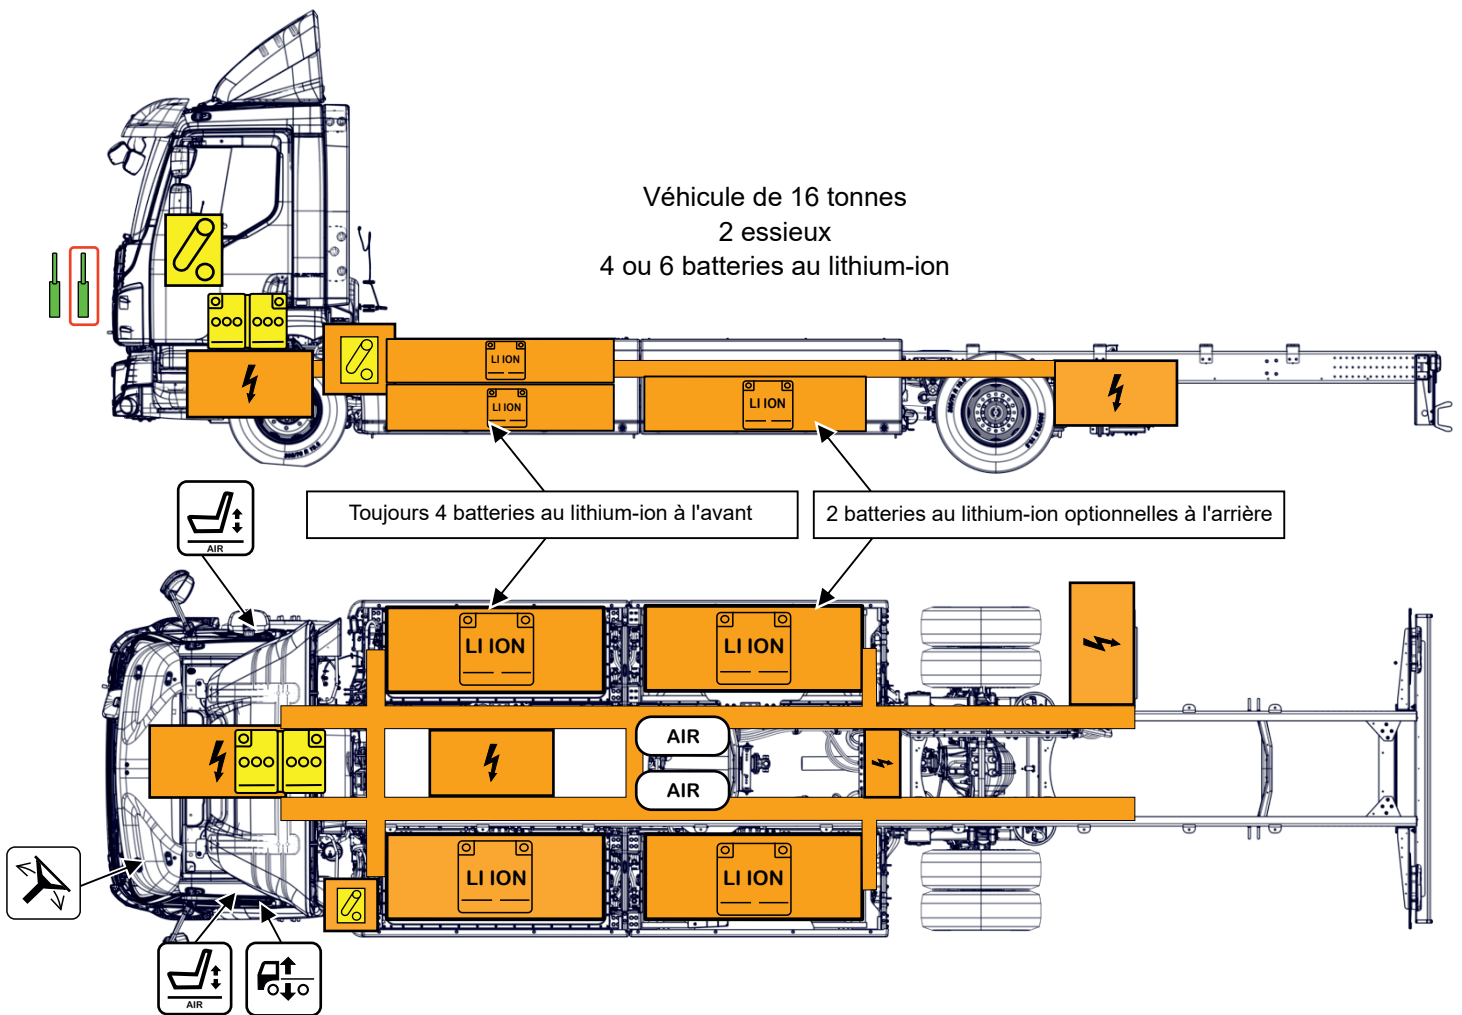 Véhicule de 16 tonnes
2 essieux
4 ou 6 batteries au lithium-ion
ELECTRIC
LI ION
LI ION
LI ION
Toujours 4 batteries au lithium-ion à l'avant
2 batteries au lithium-ion optionnelles à l'arrière
AIR
LI ION
LI ION
AIR
AIR
LI ION
LI ION
AIR